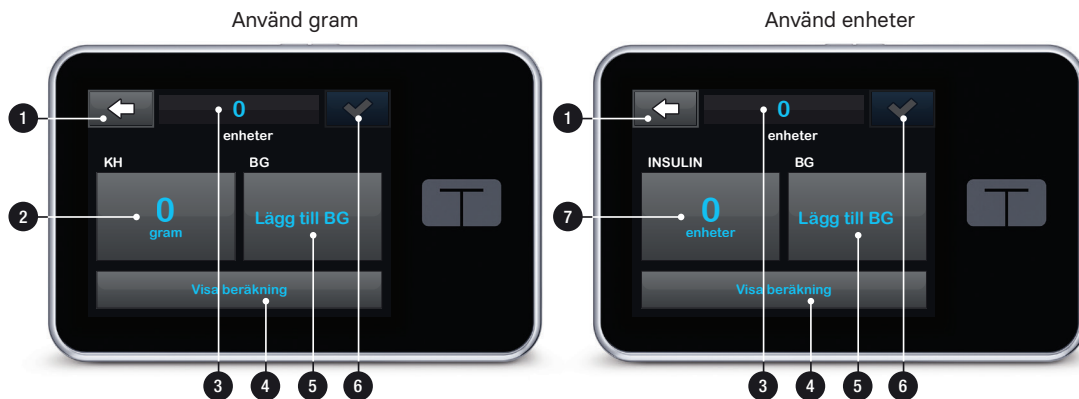 Använd gram
Använd enheter
1
0
enheter
KH
BG
2
0
gram
Lägg till BG
Visa beräkning
3
4
5
6
1
0
enheter
INSULIN
BG
7
0
enheter
Lägg till BG
Visa beräkning
3
4
5
6